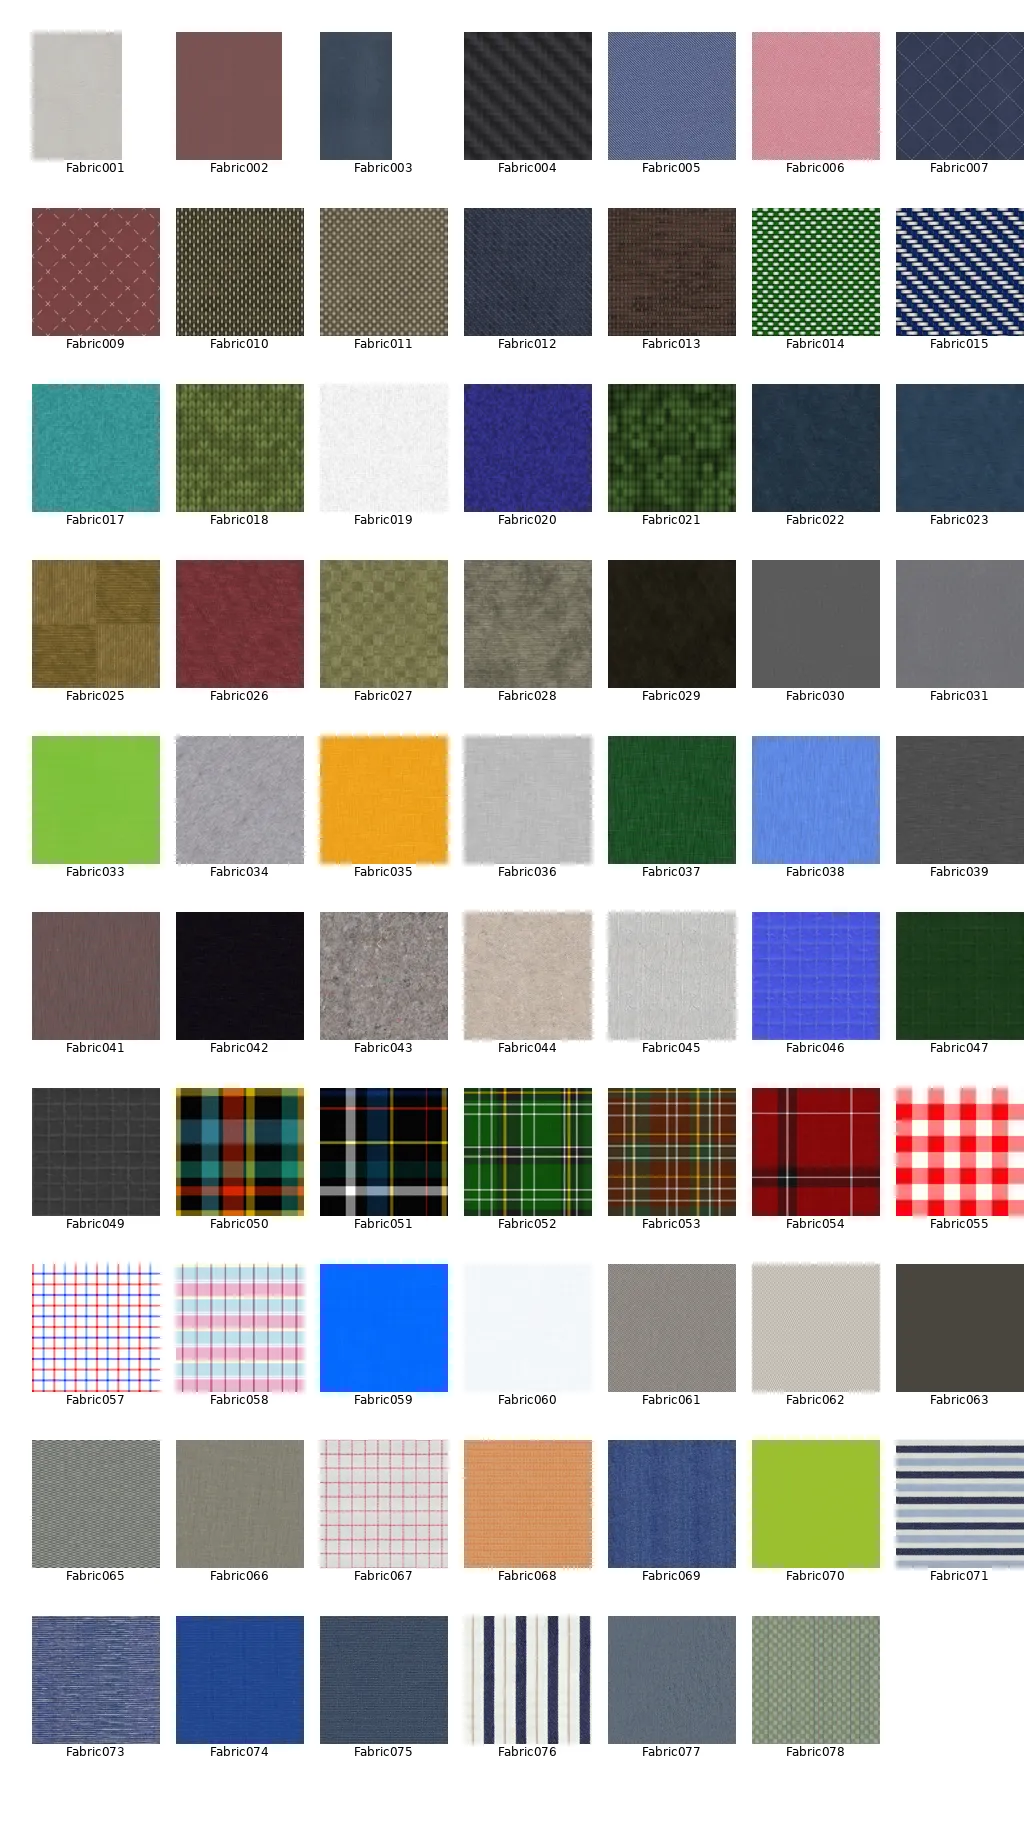 Fabric001 Fabric002 Fabric003 Fabric004 Fabric005 Fabric006 Fabric007
Fabric009 Fabric010 Fabric011 Fabric012 Fabric013 Fabric014 Fabric015
Fabric017 Fabric018 Fabric019 Fabric020 Fabric021 Fabric022 Fabric023
Fabric025 Fabric026 Fabric027 Fabric028 Fabric029 Fabric030 Fabric031
Fabric033 Fabric034 Fabric035 Fabric036 Fabric037 Fabric038 Fabric039
Fabric041 Fabric042 Fabric043 Fabric044 Fabric045 Fabric046 Fabric047
Fabric049 Fabric050 Fabric051 Fabric052 Fabric053 Fabric054 Fabric055
Fabric057 Fabric058 Fabric059 Fabric060 Fabric061 Fabric062 Fabric063
Fabric065 Fabric066 Fabric067 Fabric068 Fabric069 Fabric070 Fabric071
Fabric073 Fabric074 Fabric075 Fabric076 Fabric077 Fabric078